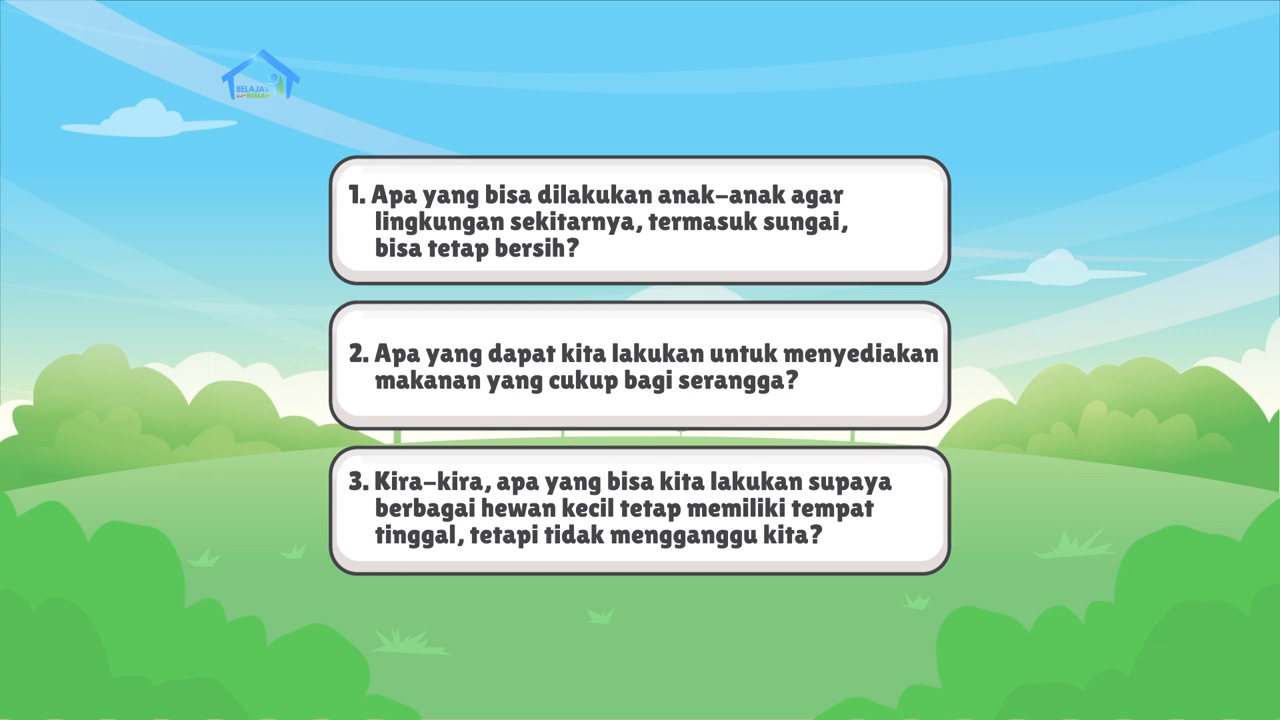 BELAJAR
dari RUMAH
1. Apa yang bisa dilakukan anak-anak agar
lingkungan sekitarnya, termasuk sungai,
bisa tetap bersih?
2. Apa yang dapat kita lakukan untuk menyediakan
makanan yang cukup bagi serangga?
3. Kira-kira, apa yang bisa kita lakukan supaya
berbagai hewan kecil tetap memiliki tempat
tinggal, tetapi tidak mengganggu kita?